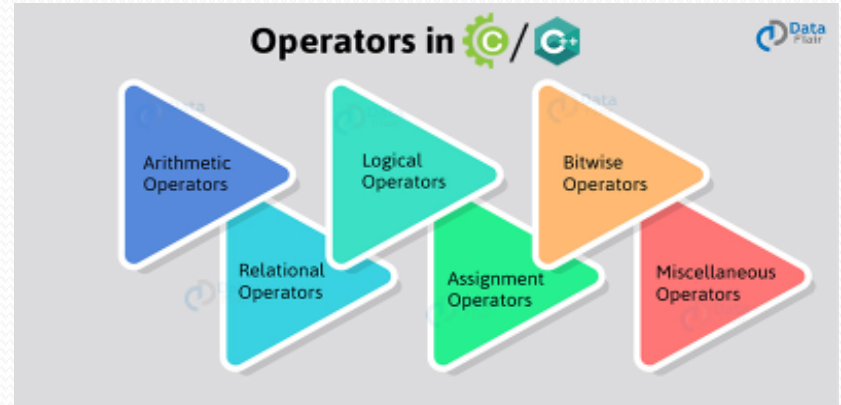 Operators in C / C++
Data
Flair
Arithmetic
Operators
Logical
Operators
Bitwise
Operators
Relational
Operators
Assignment
Operators
Miscellaneous
Operators